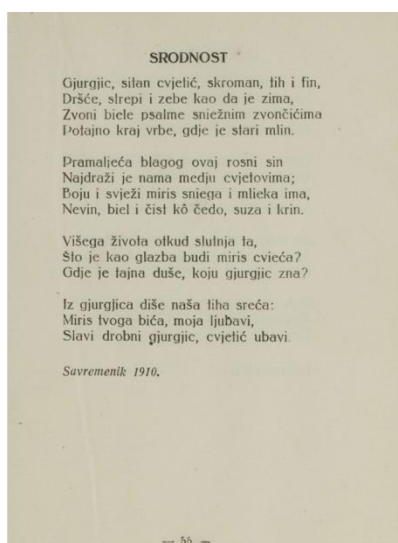 SRODNOST
Gjurgjic, sitan cvjetić, skroman, tih i fin,
Dršće, strepi i zebe kao da je zima,
Zvoni biele psalme sniežnim zvončićima
Potajno kraj vrbe, gdje je stari mlin.
Pramaljeća blagog ovaj rosni sin
Najdraži je nama medju cvjetovima;
Boju i svježi miris sniega i mlieka ima,
Nevin, biel i čist kô čedo, suza i krin.
Višega života otkud slutnja ta,
Što je kao glazba budi miris cvieća?
Gdje je tajna duše, koju gjurgjic zna?
Iz gjurgjica diše naša tiha sreća:
Miris tvoga bića, moja ljubavi,
Slavi drobni gjurgjic, cvjetić ubavi.
Savremenik 1910.
— 55 —